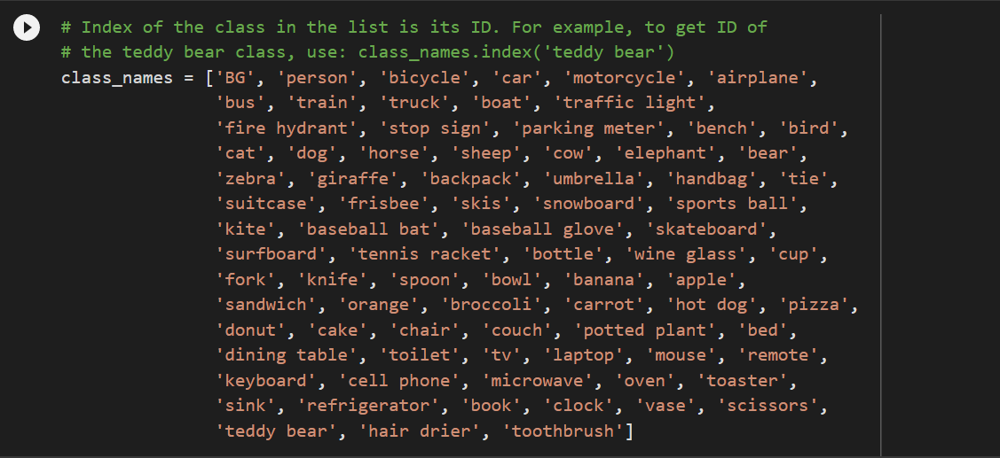 # Index of the class in the list is its ID. For example, to get ID of
# the teddy bear class, use: class_names.index('teddy bear')
class_names = ['BG', 'person', 'bicycle', 'car', 'motorcycle', 'airplane',
'bus', 'train', 'truck', 'boat', 'traffic light',
'fire hydrant', 'stop sign', 'parking meter', 'bench', 'bird',
'cat', 'dog', 'horse', 'sheep', 'cow', 'elephant', 'bear',
'zebra', 'giraffe', 'backpack', 'umbrella', 'handbag', 'tie',
'suitcase', 'frisbee', 'skis', 'snowboard', 'sports ball',
'kite', 'baseball bat', 'baseball glove', 'skateboard',
'surfboard', 'tennis racket', 'bottle', 'wine glass', 'cup',
'fork', 'knife', 'spoon', 'bowl', 'banana', 'apple',
'sandwich', 'orange', 'broccoli', 'carrot', 'hot dog', 'pizza',
'donut', 'cake', 'chair', 'couch', 'potted plant', 'bed',
'dining table', 'toilet', 'tv', 'laptop', 'mouse', 'remote',
'keyboard', 'cell phone', 'microwave', 'oven', 'toaster',
'sink', 'refrigerator', 'book', 'clock', 'vase', 'scissors',
'teddy bear', 'hair drier', 'toothbrush']